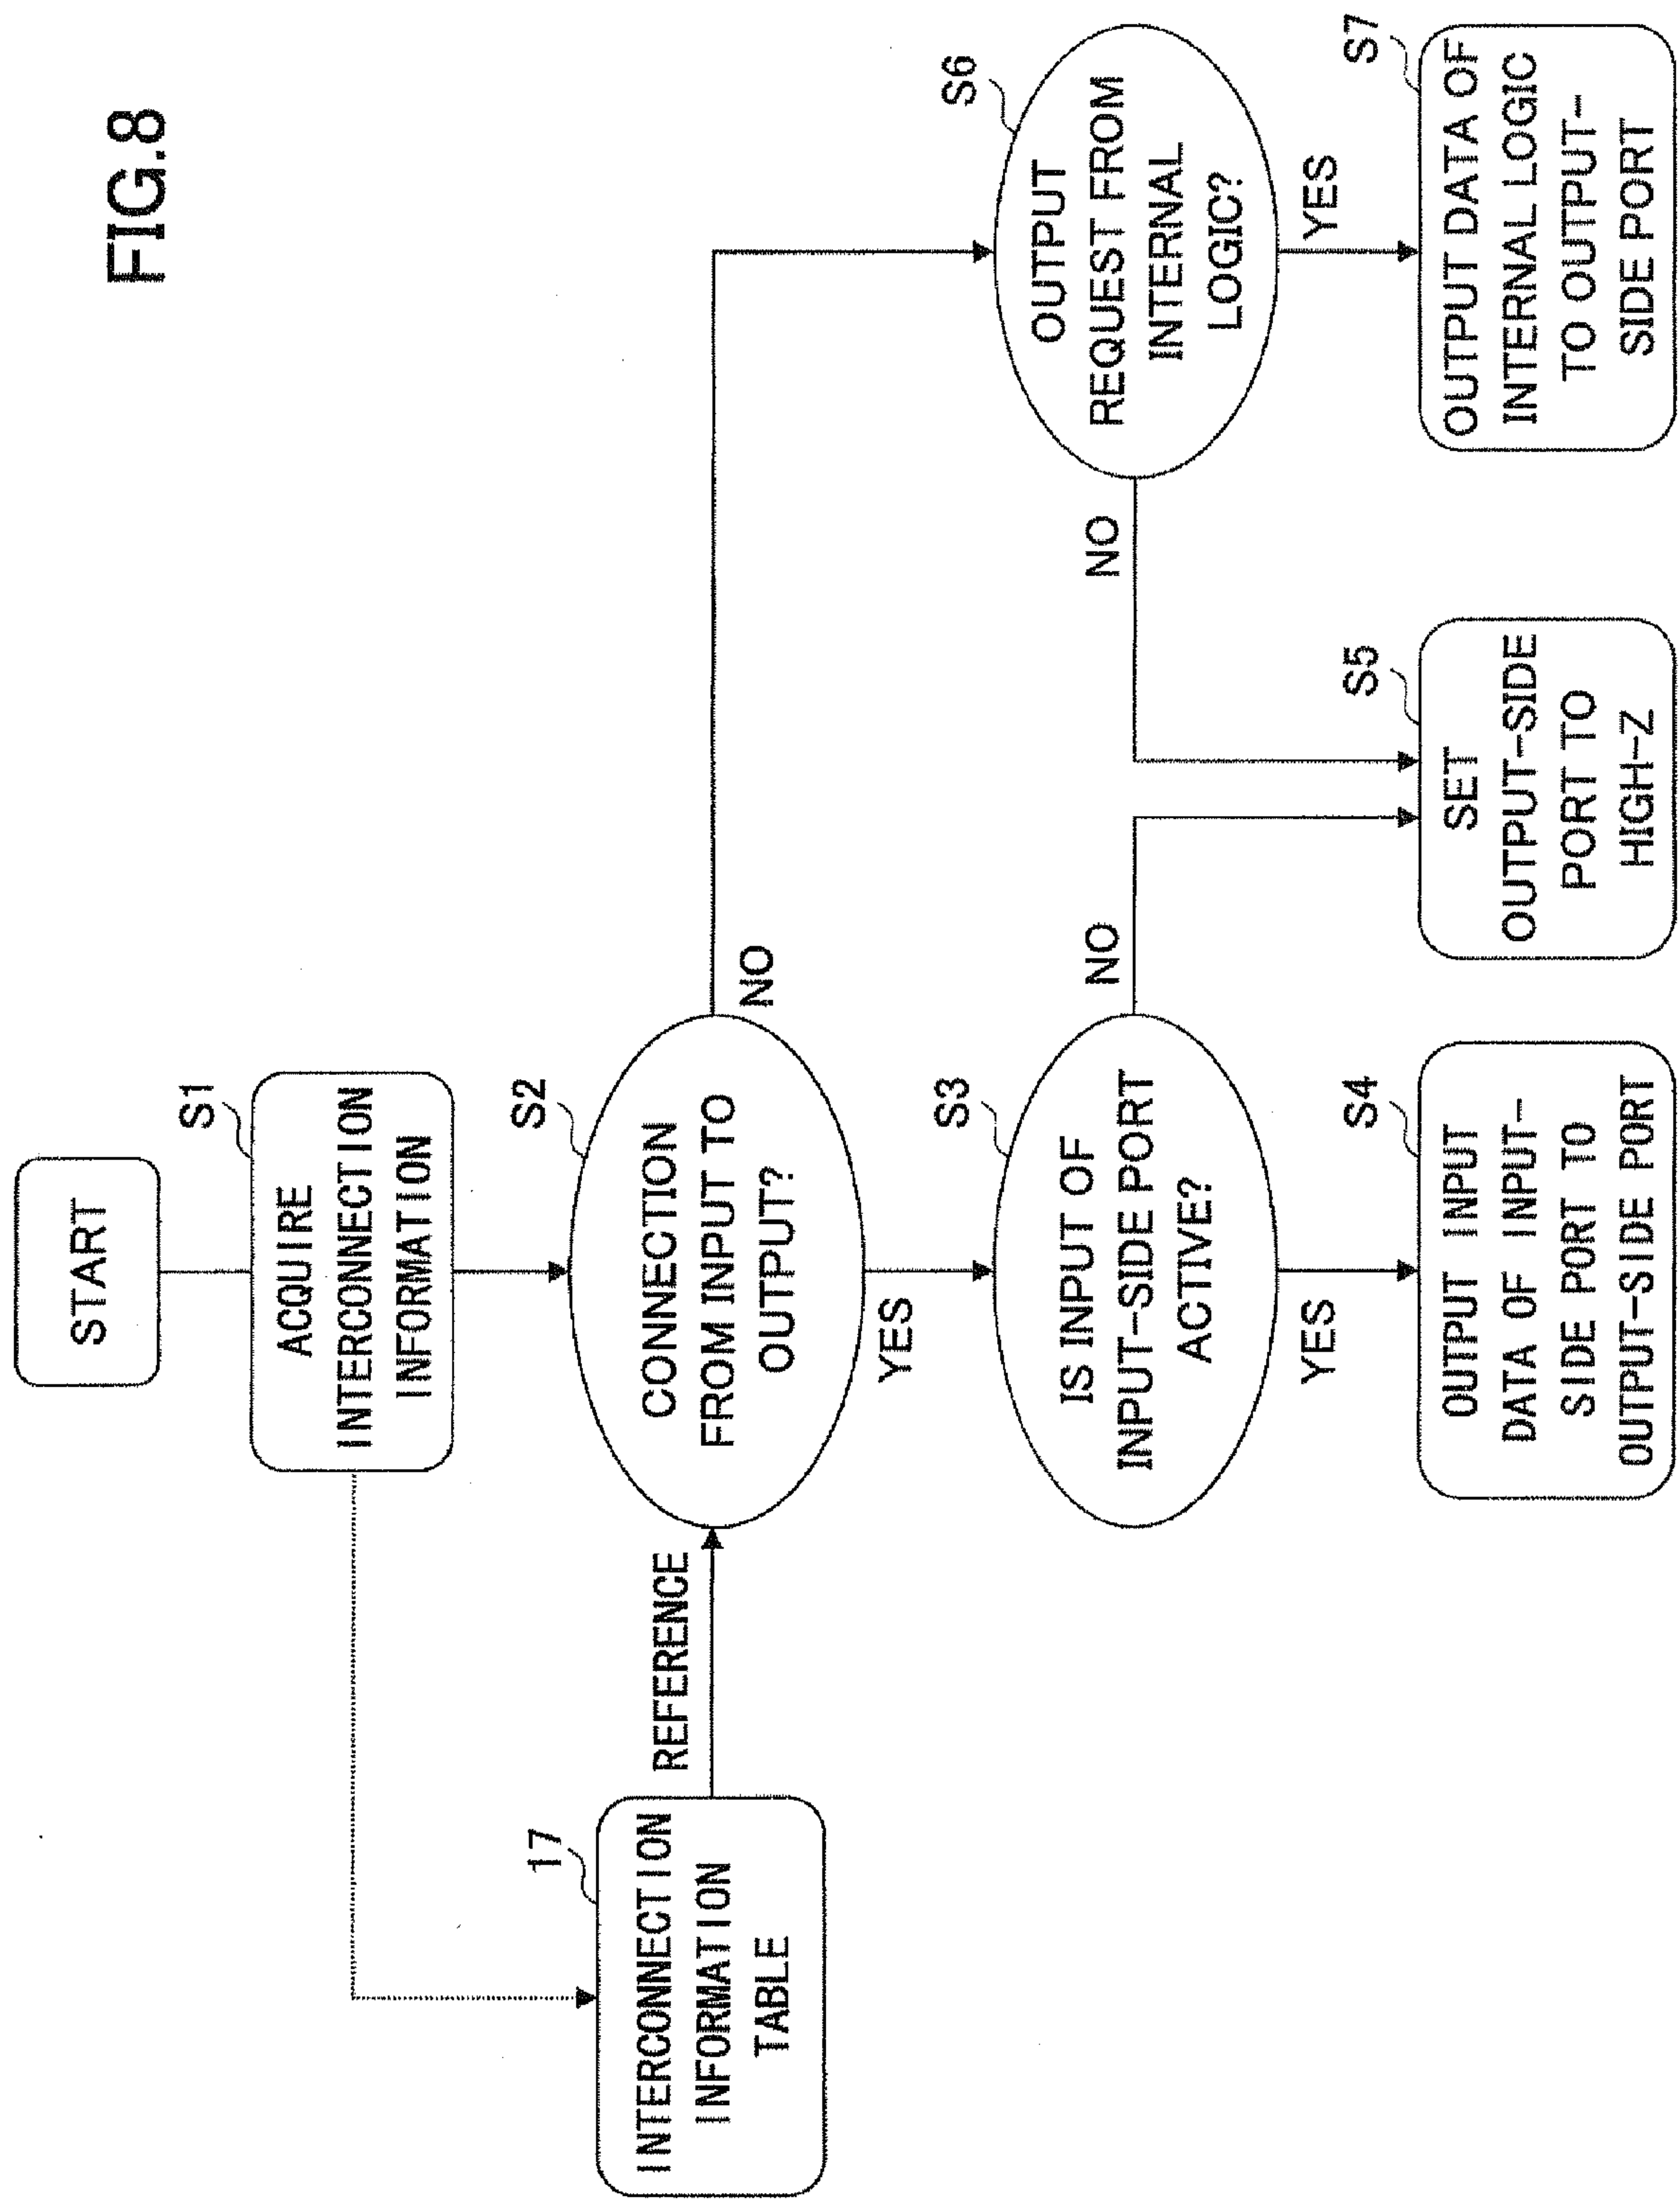 FIG.8
START
S1
ACQUIRE
INTERCONNECTION
INFORMATION
17
INTERCONNECTION
INFORMATION
TABLE
REFERENCE
S2
CONNECTION
FROM INPUT TO
OUTPUT?
NO
YES
S3
IS INPUT OF
INPUT-SIDE PORT
ACTIVE?
NO
YES
S6
OUTPUT
REQUEST FROM
INTERNAL
LOGIC?
NO
YES
S4
OUTPUT INPUT
DATA OF INPUT-
SIDE PORT TO
OUTPUT-SIDE PORT
S5
SET
OUTPUT-SIDE
PORT TO
HIGH-Z
S7
OUTPUT DATA OF
INTERNAL LOGIC
TO OUTPUT-
SIDE PORT